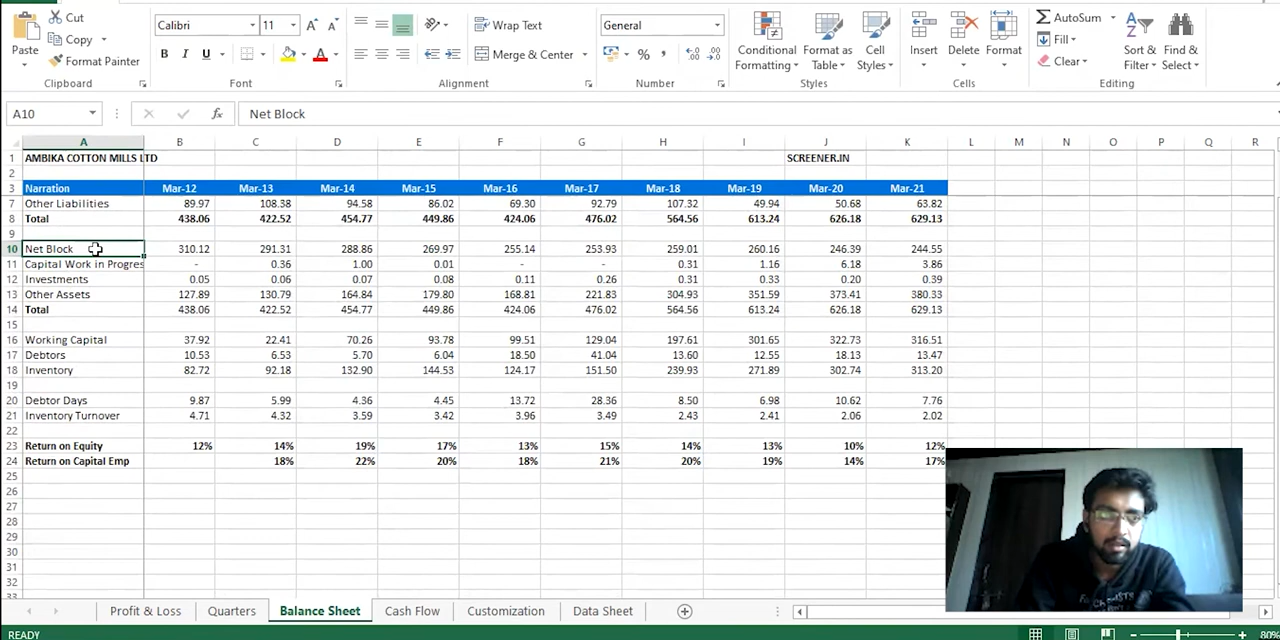 Cut
Calibri 11 Wrap Text General AutoSum
Copy Fill
Paste Conditional Format as Cell Insert Delete Format Sort & Find &
Format Painter B I U Merge & Center % Formatting Table Styles Clear Filter Select
Clipboard Font Alignment Number Styles Cells Editing
A10 fx Net Block
A B C D E F G H I J K L M N O P Q R
1 AMBIKA COTTON MILLS LTD SCREENER.IN
2
3 Narration Mar-12 Mar-13 Mar-14 Mar-15 Mar-16 Mar-17 Mar-18 Mar-19 Mar-20 Mar-21
7 Other Liabilities 89.97 108.38 94.58 86.02 69.30 92.79 107.32 49.94 50.68 63.82
8 Total 438.06 422.52 454.77 449.86 424.06 476.02 564.56 613.24 626.18 629.13
9
10 Net Block 310.12 291.31 288.86 269.97 255.14 253.93 259.01 260.16 246.39 244.55
11 Capital Work in Progres - 0.36 1.00 0.01 - - 0.31 1.16 6.18 3.86
12 Investments 0.05 0.06 0.07 0.08 0.11 0.26 0.31 0.33 0.20 0.39
13 Other Assets 127.89 130.79 164.84 179.80 168.81 221.83 304.93 351.59 373.41 380.33
14 Total 438.06 422.52 454.77 449.86 424.06 476.02 564.56 613.24 626.18 629.13
15
16 Working Capital 37.92 22.41 70.26 93.78 99.51 129.04 197.61 301.65 322.73 316.51
17 Debtors 10.53 6.53 5.70 6.04 18.50 41.04 13.60 12.55 18.13 13.47
18 Inventory 82.72 92.18 132.90 144.53 124.17 151.50 239.93 271.89 302.74 313.20
19
20 Debtor Days 9.87 5.99 4.36 4.45 13.72 28.36 8.50 6.98 10.62 7.76
21 Inventory Turnover 4.71 4.32 3.59 3.42 3.96 3.49 2.43 2.41 2.06 2.02
22
23 Return on Equity 12% 14% 19% 17% 13% 15% 14% 13% 10% 12%
24 Return on Capital Emp 18% 22% 20% 18% 21% 20% 19% 14% 17%
25
26
27
28
29
30
31
32
33
Profit & Loss Quarters Balance Sheet Cash Flow Customization Data Sheet
READY 80%